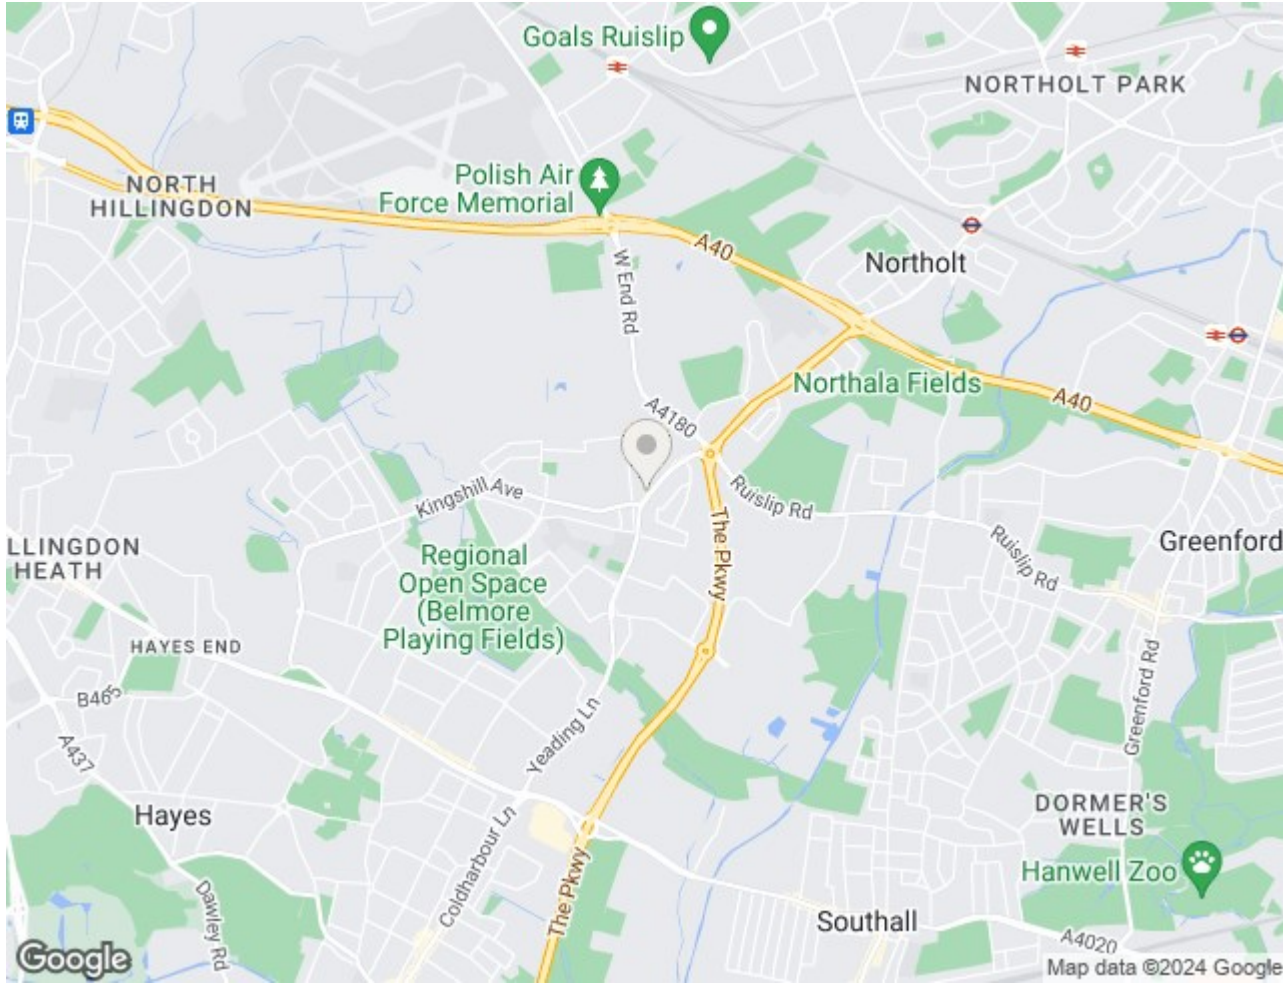 Goals Ruislip
NORTHOLT PARK
Polish Air
Force Memorial
NORTH
HILLINGDON
A40
W End Rd
Northolt
Northala Fields
A40
A4180
Kingshill Ave
Ruislip Rd
The Pkwy
Ruislip Rd
Greenford
LLINGDON
HEATH
Regional
Open Space
(Belmore
Playing Fields)
HAYES END
B465
A437
Yeading Ln
Greenford Rd
Hayes
DORMER'S
WELLS
Coldharbour Ln
The Pkwy
Hanwell Zoo
Dawley Rd
Southall
A4020
Google
Map data ©2024 Google